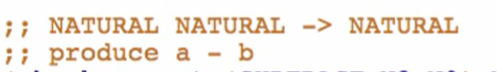 ;; NATURAL NATURAL -> NATURAL
;; produce a - b